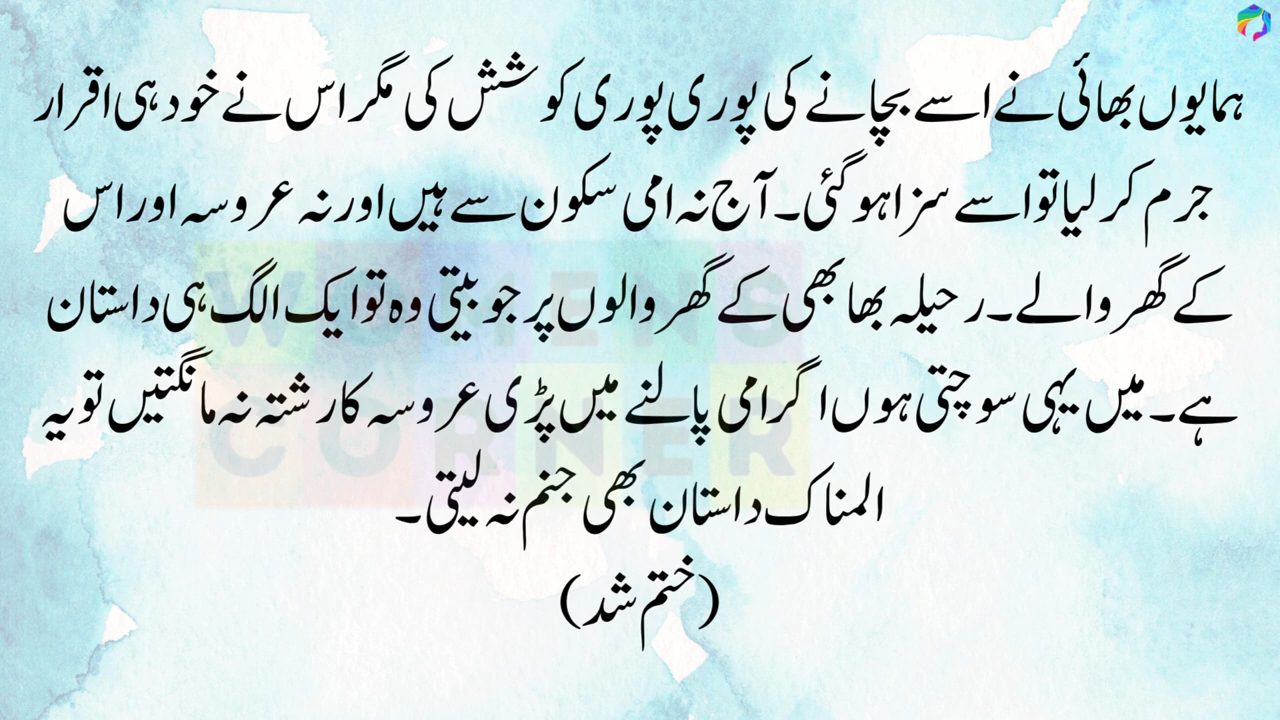 ہمایوں بھائی نے اسے بچانے کی پوری پوری کوشش کی مگر اس نے خود ہی اقرار
جرم کر لیا تو اسے سزا ہو گئی۔ آج نہ امی سکون سے ہیں اور نہ عروسہ اور اس
کے گھر والے۔ رحیلہ بھابھی کے گھر والوں پر جو بیتی وہ تو ایک الگ ہی داستان
ہے۔ میں یہی سوچتی ہوں اگر امی پالنے میں پڑی عروسہ کا رشتہ نہ مانگتیں تو یہ
المناک داستان بھی جنم نہ لیتی۔
(ختم شد)
WOMENS
CORNER